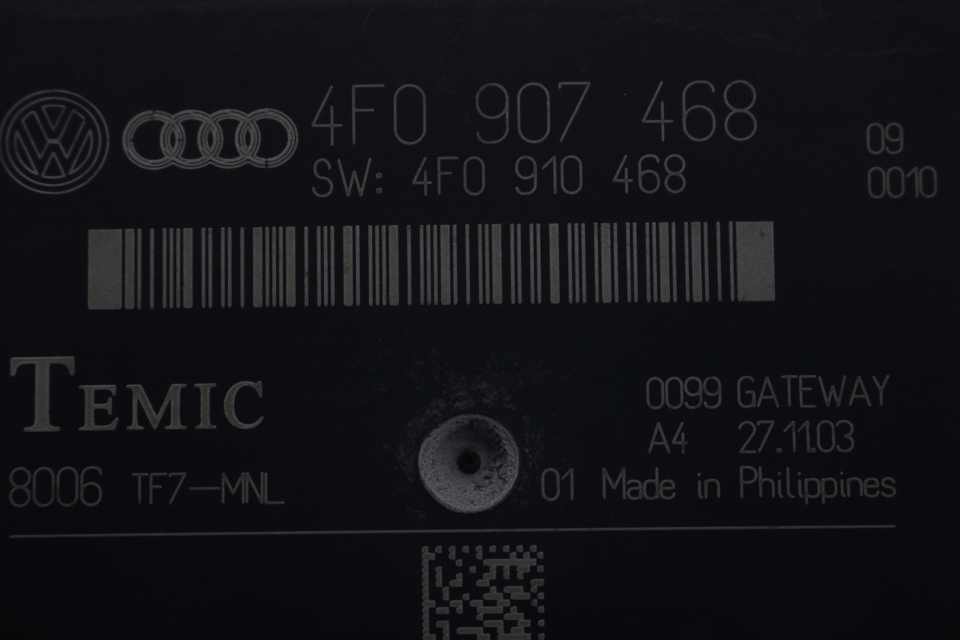 4F0 907 468
SW: 4F0 910 468
09
0010
TEMIC
0099 GATEWAY
A4 27.11.03
8006 TF7-MNL
01 Made in Philippines